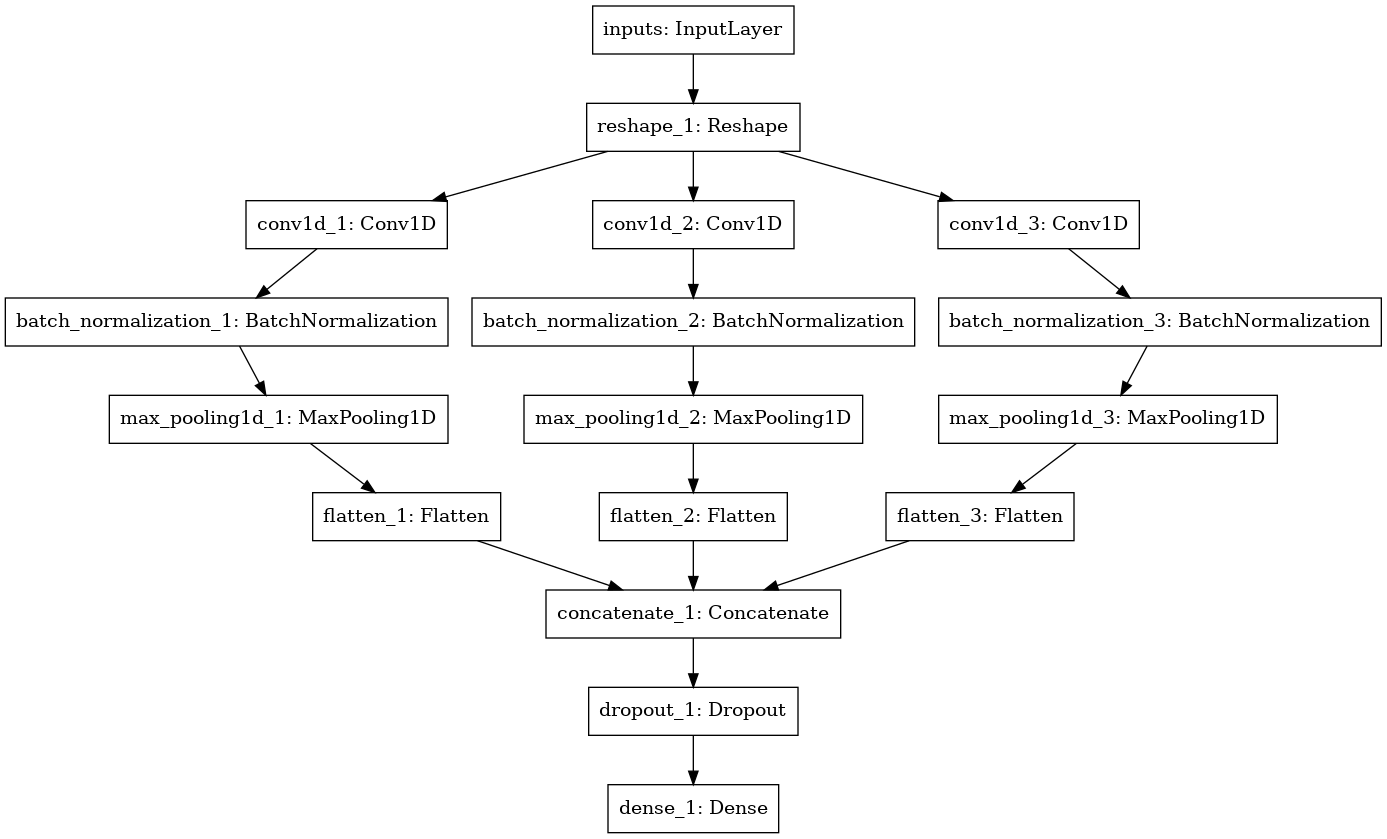 inputs: InputLayer
reshape_1: Reshape
conv1d_1: Conv1D
conv1d_2: Conv1D
conv1d_3: Conv1D
batch_normalization_1: BatchNormalization
batch_normalization_2: BatchNormalization
batch_normalization_3: BatchNormalization
max_pooling1d_1: MaxPooling1D
max_pooling1d_2: MaxPooling1D
max_pooling1d_3: MaxPooling1D
flatten_1: Flatten
flatten_2: Flatten
flatten_3: Flatten
concatenate_1: Concatenate
dropout_1: Dropout
dense_1: Dense